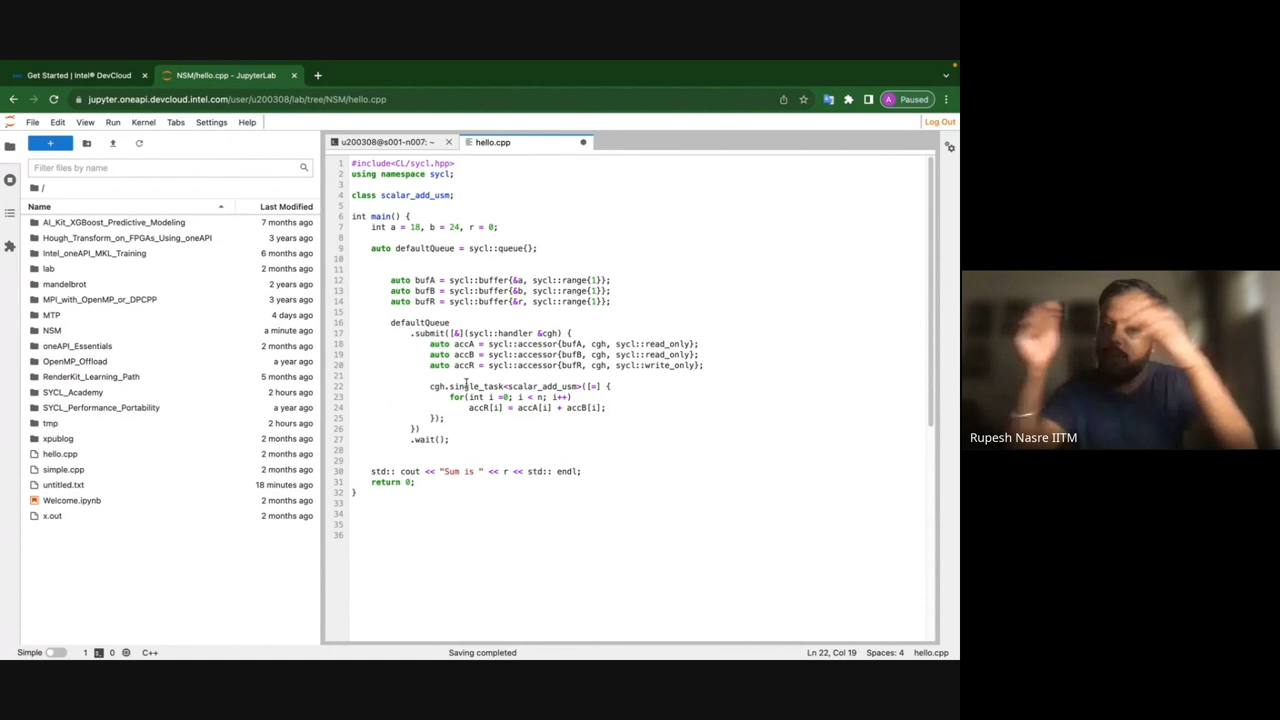 Get Started | Intel® DevCloud
NSM/hello.cpp - JupyterLab
jupyter.oneapi.devcloud.intel.com/user/u200308/lab/tree/NSM/hello.cpp
A Paused
File Edit View Run Kernel Tabs Settings Help
Log Out
u200308@s001-n007: ~
hello.cpp
Filter files by name
/
Name Last Modified
AI_Kit_XGBoost_Predictive_Modeling 7 months ago
Hough_Transform_on_FPGAs_Using_oneAPI 3 years ago
Intel_oneAPI_MKL_Training 6 months ago
lab 2 months ago
mandelbrot 2 years ago
MPI_with_OpenMP_or_DPCPP 3 years ago
MTP 4 days ago
NSM a minute ago
oneAPI_Essentials 2 months ago
OpenMP_Offload a year ago
RenderKit_Learning_Path 5 months ago
SYCL_Academy 2 months ago
SYCL_Performance_Portability a year ago
tmp 2 hours ago
xpublog 2 months ago
hello.cpp 2 months ago
simple.cpp 2 months ago
untitled.txt 18 minutes ago
Welcome.ipynb 2 months ago
x.out 2 months ago
1 #include<CL/sycl.hpp>
2 using namespace sycl;
3
4 class scalar_add_usm;
5
6 int main() {
7 int a = 18, b = 24, r = 0;
8
9 auto defaultQueue = sycl::queue{};
10
11
12 auto bufA = sycl::buffer{&a, sycl::range{1}};
13 auto bufB = sycl::buffer{&b, sycl::range{1}};
14 auto bufR = sycl::buffer{&r, sycl::range{1}};
15
16 defaultQueue
17 .submit([&](sycl::handler &cgh) {
18 auto accA = sycl::accessor{bufA, cgh, sycl::read_only};
19 auto accB = sycl::accessor{bufB, cgh, sycl::read_only};
20 auto accR = sycl::accessor{bufR, cgh, sycl::write_only};
21
22 cgh.single_task<scalar_add_usm>([=] {
23 for(int i =0; i < n; i++)
24 accR[i] = accA[i] + accB[i];
25 });
26 })
27 .wait();
28
29
30 std:: cout << "Sum is " << r << std:: endl;
31 return 0;
32 }
33
34
35
36
Simple 1 0 C++ Saving completed Ln 22, Col 19 Spaces: 4 hello.cpp
Rupesh Nasre IITM